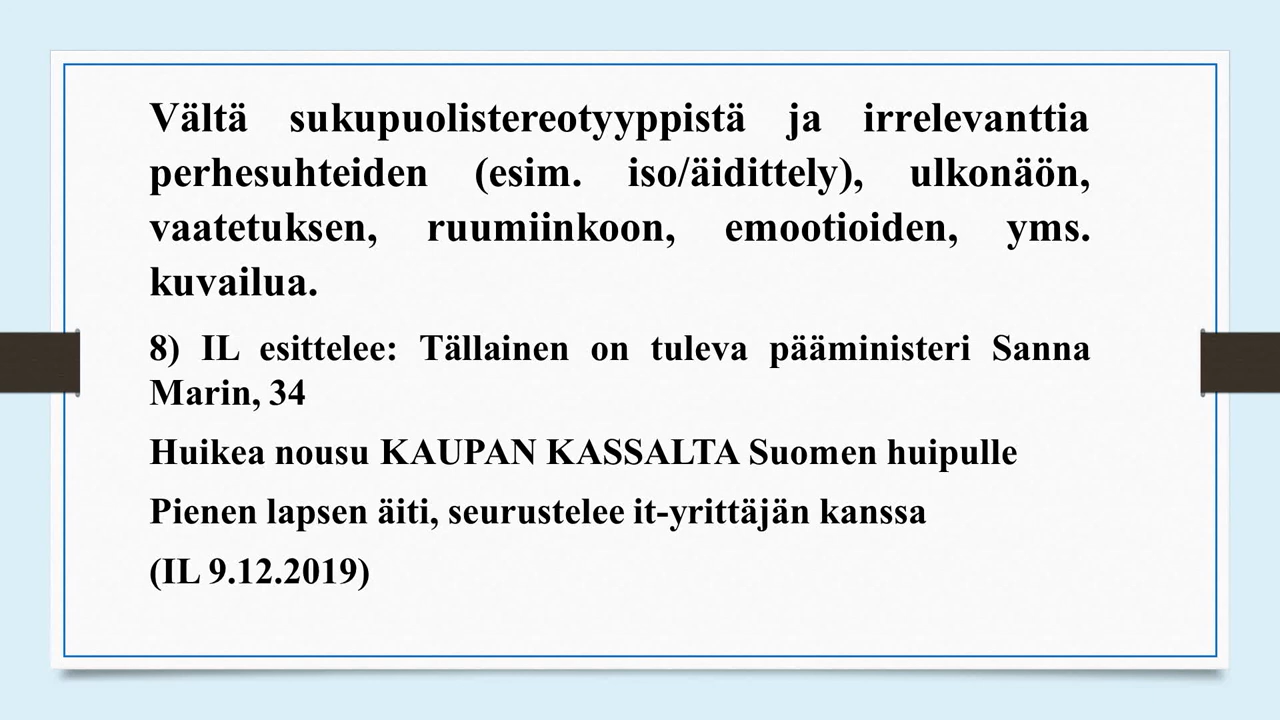 Vältä sukupuolistereotyyppistä ja irrelevanttia
perhesuhteiden (esim. iso/äidittely), ulkonäön,
vaatetuksen, ruumiinkoon, emootioiden, yms.
kuvailua.
8) IL esittelee: Tällainen on tuleva pääministeri Sanna
Marin, 34
Huikea nousu KAUPAN KASSALTA Suomen huipulle
Pienen lapsen äiti, seurustelee it-yrittäjän kanssa
(IL 9.12.2019)